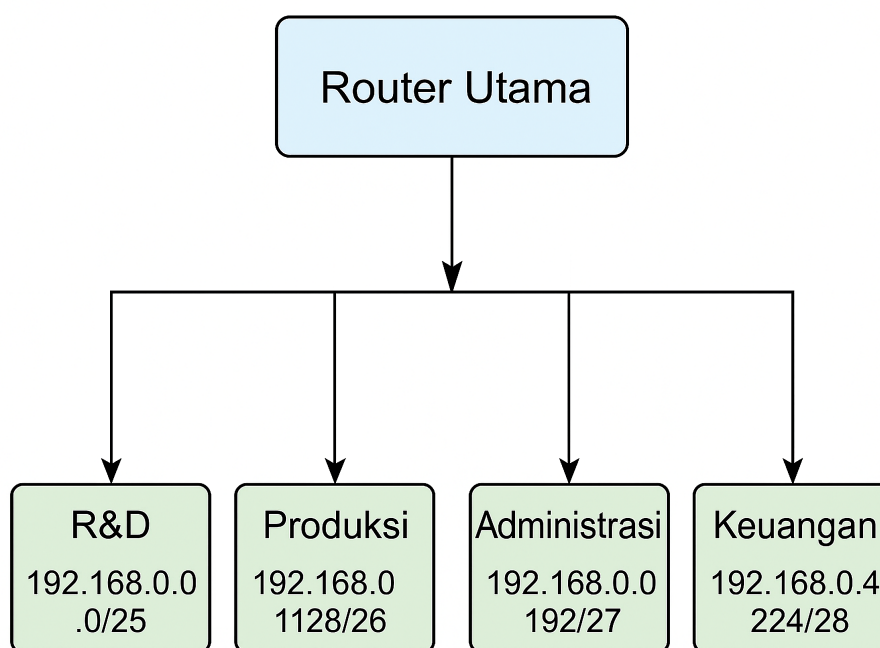 Router Utama
R&D
192.168.0.0
.0/25
Produksi
192.168.0
1128/26
Administrasi
192.168.0.0
192/27
Keuangan
192.168.0.4
224/28